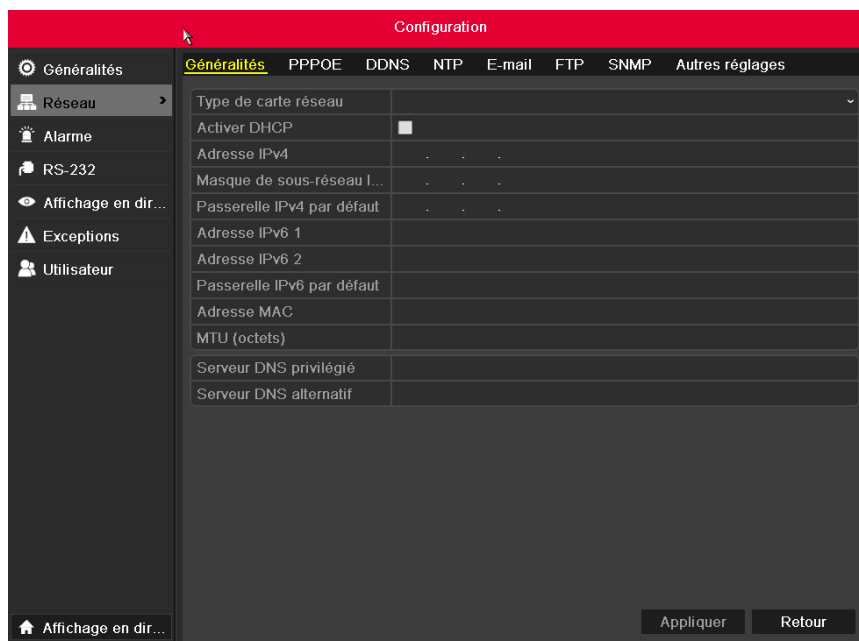 Configuration
Généralités
Réseau
Alarme
RS-232
Affichage en dir...
Exceptions
Utilisateur
Affichage en dir...
Généralités PPPOE DDNS NTP E-mail FTP SNMP Autres réglages
Type de carte réseau
Activer DHCP
Adresse IPv4 . . .
Masque de sous-réseau I... . . .
Passerelle IPv4 par défaut . . .
Adresse IPv6 1
Adresse IPv6 2
Passerelle IPv6 par défaut
Adresse MAC
MTU (octets)
Serveur DNS privilégié
Serveur DNS alternatif
Appliquer Retour